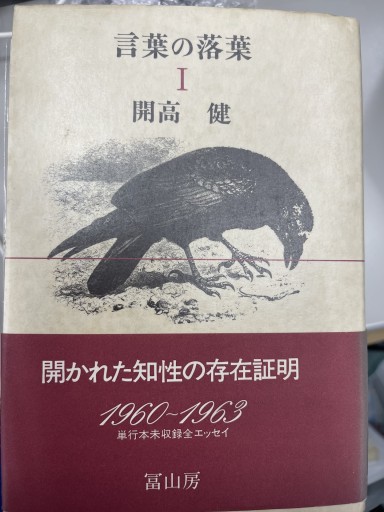 言葉の落葉
I
開高 健
開かれた知性の存在証明
1960~1963
単行本未収録全エッセイ
冨山房